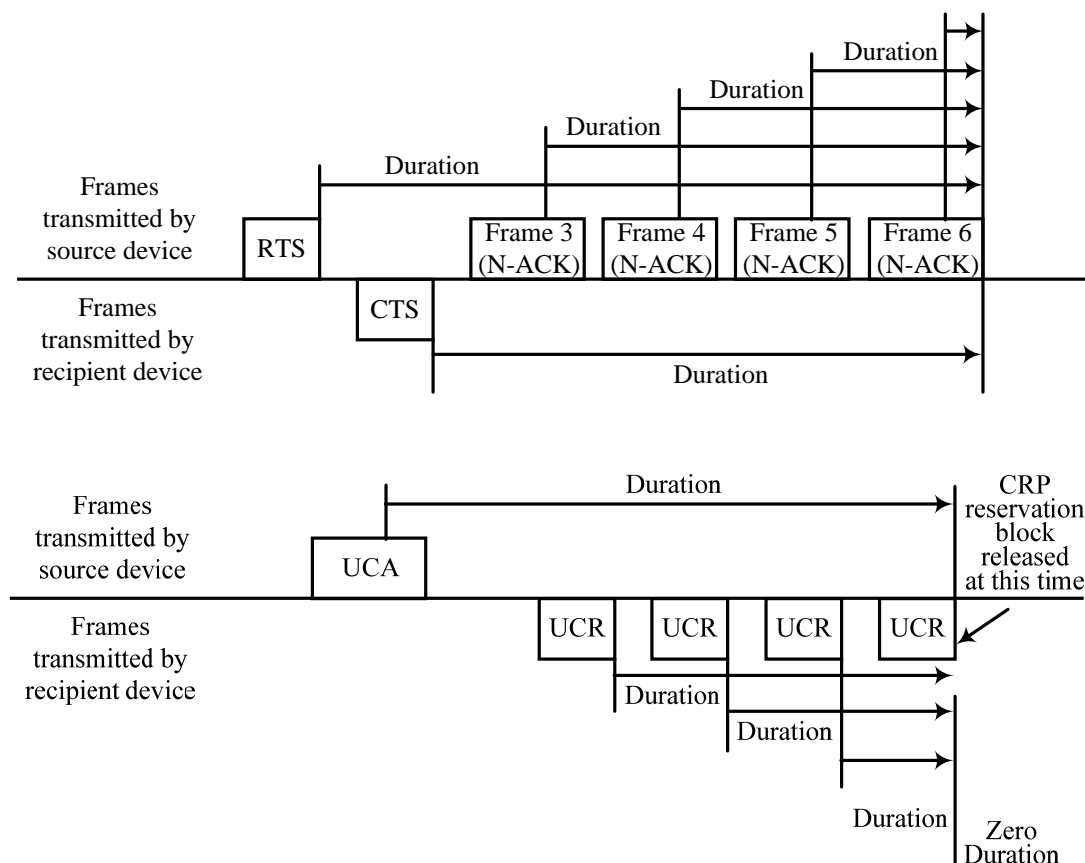 Duration
Duration
Duration
Duration
Frames
transmitted by
source device
RTS
Frame 3
(N-ACK)
Frame 4
(N-ACK)
Frame 5
(N-ACK)
Frame 6
(N-ACK)
Frames
transmitted by
recipient device
CTS
Duration
Frames
transmitted by
source device
Duration
UCA
CRP
reservation
block
released
at this time
Frames
transmitted by
recipient device
UCR
UCR
UCR
UCR
Duration
Duration
Duration
Zero
Duration